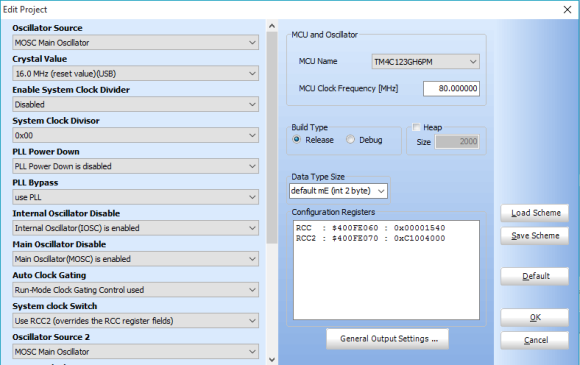 Edit Project
Oscillator Source
MOSC Main Oscillator
Crystal Value
16.0 MHz (reset value)(USB)
Enable System Clock Divider
Disabled
System Clock Divisor
0x00
PLL Power Down
PLL Power Down is disabled
PLL Bypass
use PLL
Internal Oscillator Disable
Internal Oscillator(IOSC) is enabled
Main Oscillator Disable
Main Oscillator(MOSC) is enabled
Auto Clock Gating
Run-Mode Clock Gating Control used
System clock Switch
Use RCC2 (overrides the RCC register fields)
Oscillator Source 2
MOSC Main Oscillator
MCU and Oscillator
MCU Name
TM4C123GH6PM
MCU Clock Frequency [MHz]
80.000000
Build Type
Release
Debug
Heap
Size
2000
Data Type Size
default mE (int 2 byte)
Configuration Registers
RCC : $400FE060 : 0x00001540
RCC2 : $400FE070 : 0xC1004000
General Output Settings ...
Load Scheme
Save Scheme
Default
OK
Cancel